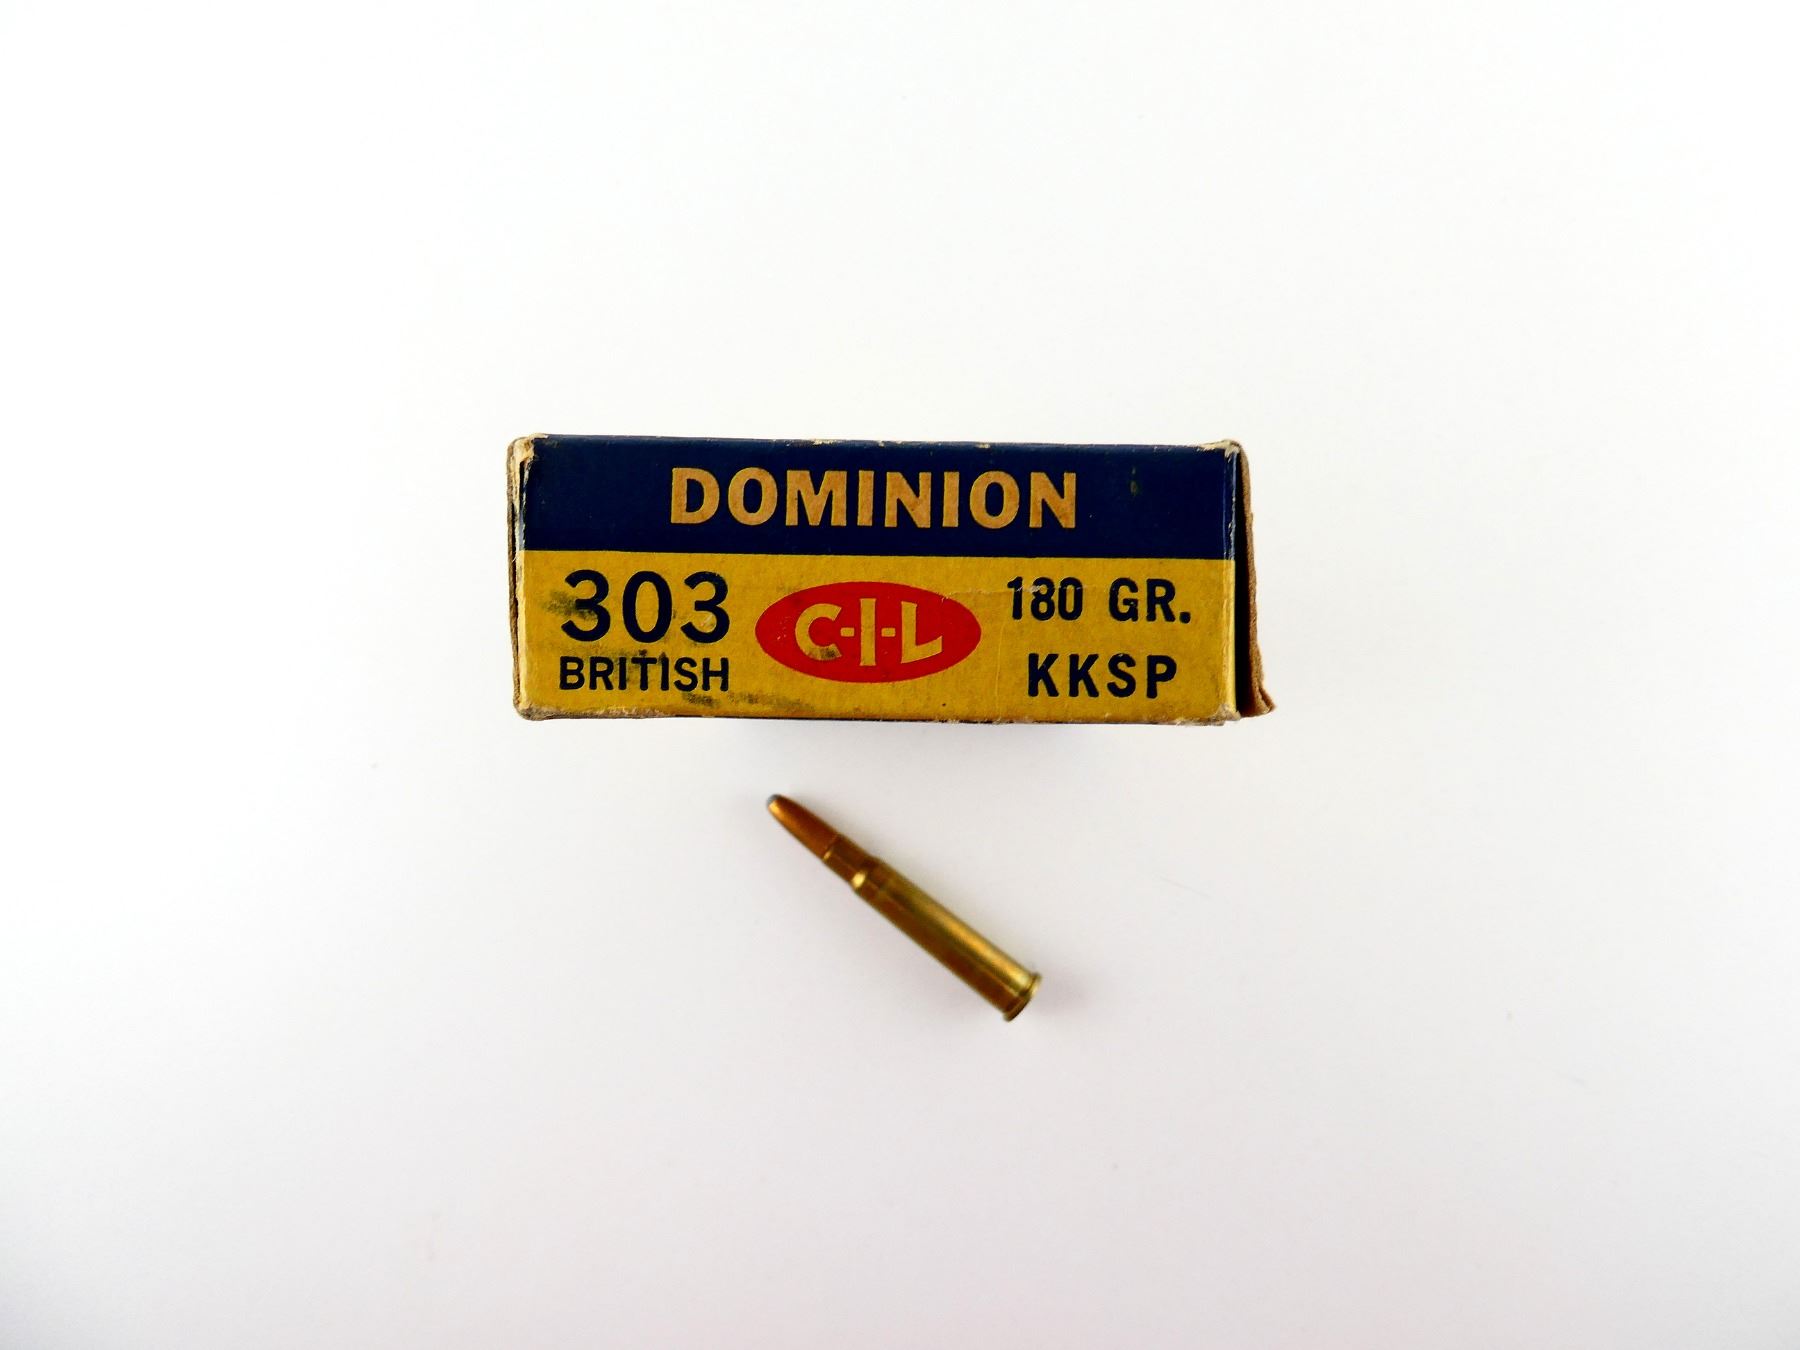 DOMINION
303
BRITISH
C-I-L
180 GR.
KKSP